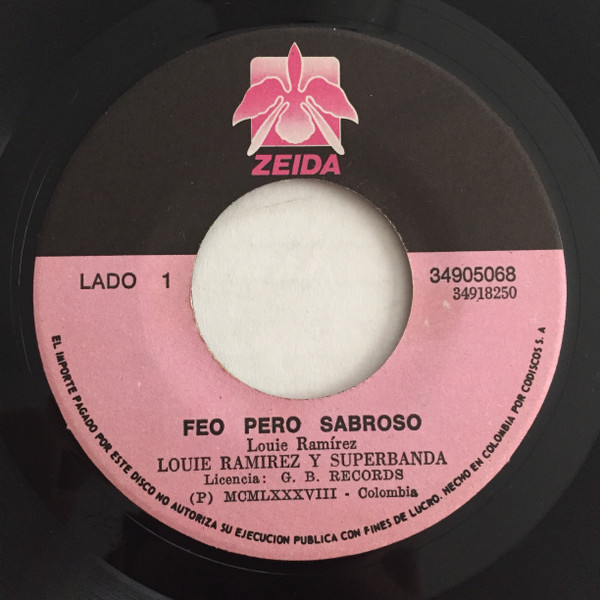 ZEIDA
LADO 1
34905068
34918250
FEO PERO SABROSO
Louie Ramírez
LOUIE RAMIREZ Y SUPERBANDA
Licencia: G. B. RECORDS
(P) MCMLXXXVIII - Colombia
EL IMPORTE PAGADO POR ESTE DISCO NO AUTORIZA SU EJECUCION PUBLICA CON FINES DE LUCRO. HECHO EN COLOMBIA POR CODISCOS S. A